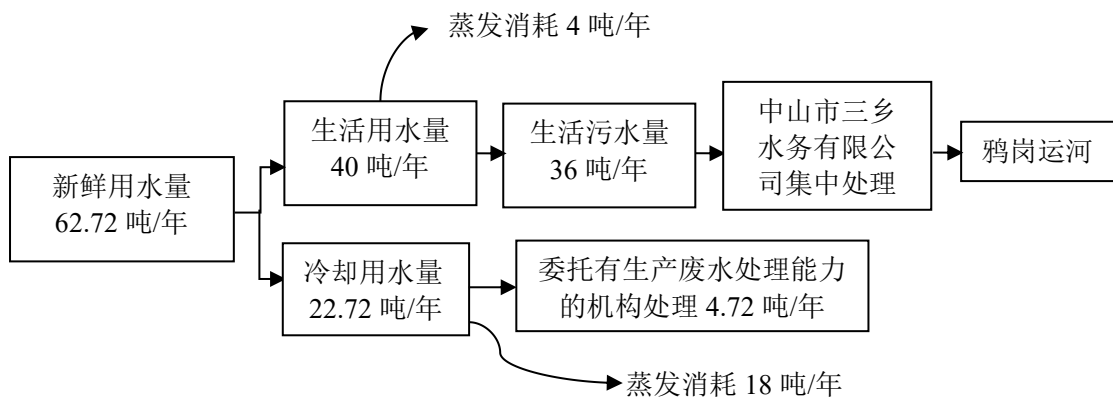 蒸发消耗 4 吨/年
生活用水量
40 吨/年
生活污水量
36 吨/年
中山市三乡
水务有限公
司集中处理
鸦岗运河
新鲜用水量
62.72 吨/年
冷却用水量
22.72 吨/年
委托有生产废水处理能力
的机构处理 4.72 吨/年
蒸发消耗 18 吨/年